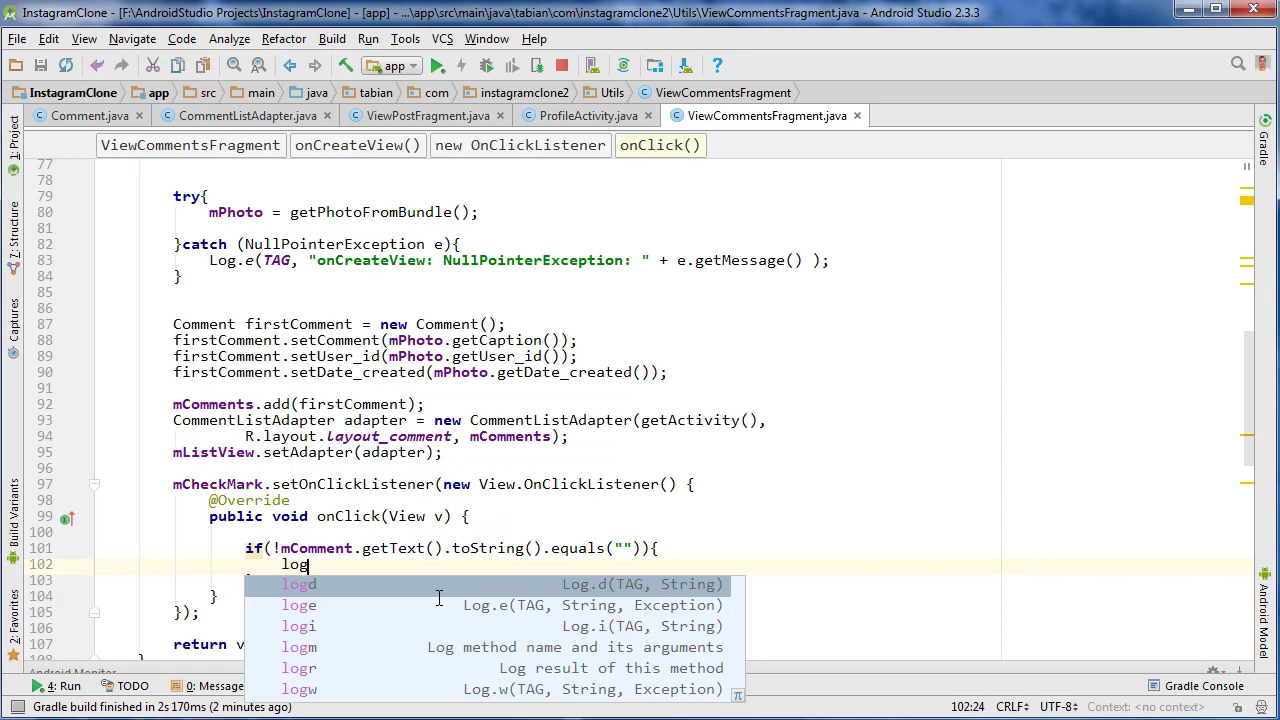 InstagramClone - [F:\AndroidStudio Projects\InstagramClone] - [app] - ...\app\src\main\java\tabian\com\instagramclone2\Utils\ViewCommentsFragment.java - Android Studio 2.3.3
File Edit View Navigate Code Analyze Refactor Build Run Tools VCS Window Help
app
InstagramClone app src main java tabian com instagramclone2 Utils ViewCommentsFragment
Comment.java CommentListAdapter.java ViewPostFragment.java ProfileActivity.java ViewCommentsFragment.java
ViewCommentsFragment onCreateView() new OnClickListener onClick()
1: Project
7: Structure
Captures
Build Variants
2: Favorites
Gradle
Android Model
77
78
79 try{
80 mPhoto = getPhotoFromBundle();
81
82 }catch (NullPointerException e){
83 Log.e(TAG, "onCreateView: NullPointerException: " + e.getMessage() );
84 }
85
86
87 Comment firstComment = new Comment();
88 firstComment.setComment(mPhoto.getCaption());
89 firstComment.setUser_id(mPhoto.getUser_id());
90 firstComment.setDate_created(mPhoto.getDate_created());
91
92 mComments.add(firstComment);
93 CommentListAdapter adapter = new CommentListAdapter(getActivity(),
94 R.layout.layout_comment, mComments);
95 mListView.setAdapter(adapter);
96
97 mCheckMark.setOnClickListener(new View.OnClickListener() {
98 @Override
99 public void onClick(View v) {
100
101 if(!mComment.getText().toString().equals("")){
102 log
103
104 }
105 });
106
107 return v
108 }
logd Log.d(TAG, String)
loge Log.e(TAG, String, Exception)
logi Log.i(TAG, String)
logm Log method name and its arguments
logr Log result of this method
logw Log.w(TAG, String, Exception)
π
Android Monitor
4: Run TODO 0: Message Gradle Console
Gradle build finished in 2s 170ms (2 minutes ago) 102:24 CRLF UTF-8 Context: <no context>